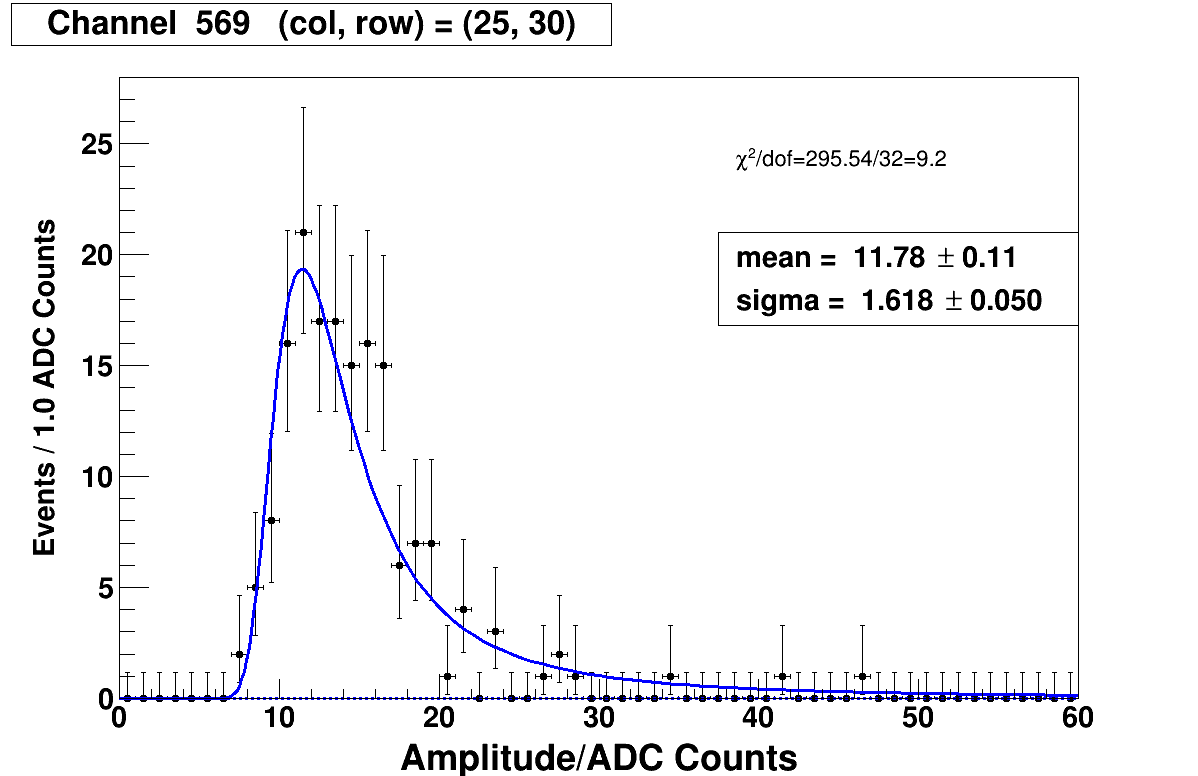 Channel 569 (col, row) = (25, 30)
25
20
15
10
5
0
Events / 1.0 ADC Counts
χ²/dof=295.54/32=9.2
mean = 11.78 ± 0.11
sigma = 1.618 ± 0.050
0 10 20 30 40 50 60
Amplitude/ADC Counts